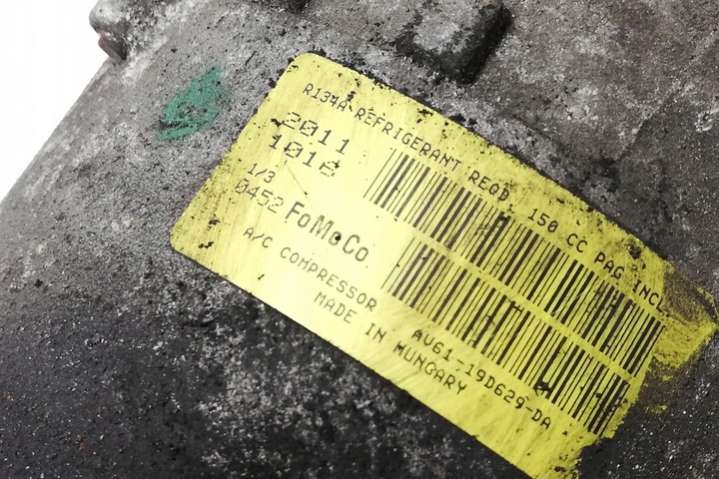 R134A REFRIGERANT REQD. 150 CC PAG INCL.
2011
1016
1/3
0452 FoMoCo
A/C COMPRESSOR AV61-19D629-DA
MADE IN HUNGARY